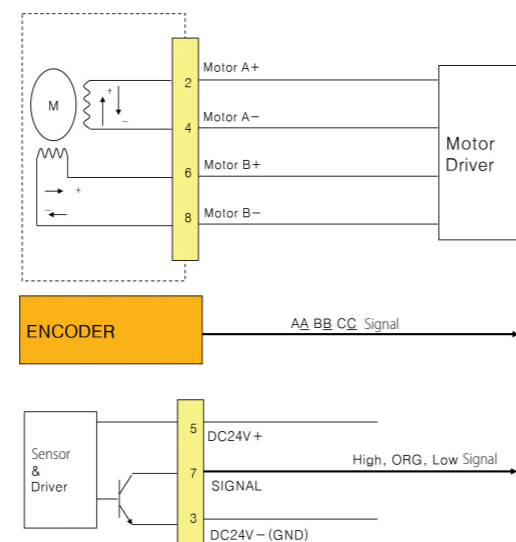 2 Motor A+
M
+
−
4 Motor A−
Motor
Driver
6 Motor B+
+
−
8 Motor B−
ENCODER
AA BB CC Signal
5 DC24V+
Sensor
&
Driver
High, ORG, Low Signal
7 SIGNAL
3 DC24V−(GND)